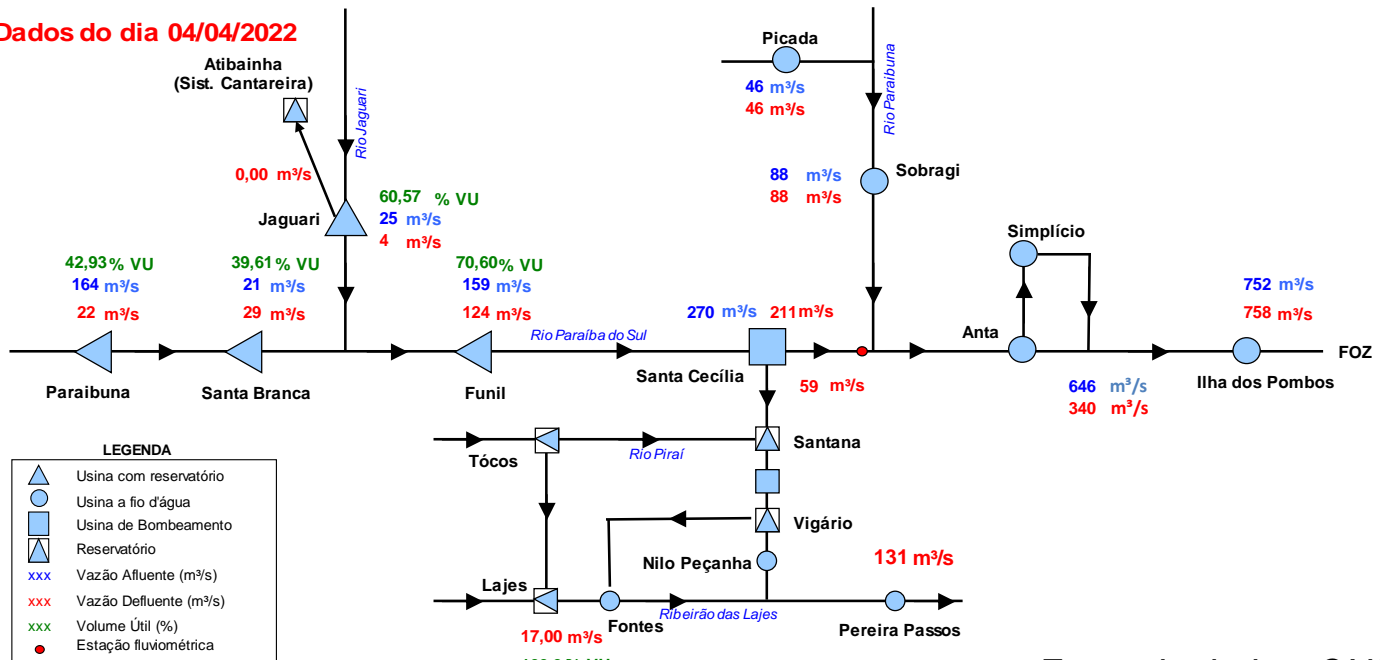 Dados do dia 04/04/2022
Atibainha
(Sist. Cantareira)
Rio Jaguari
0,00 m³/s
Jaguari
60,57 % VU
25 m³/s
4 m³/s
Picada
46 m³/s
46 m³/s
Rio Paraibuna
88 m³/s
88 m³/s
Sobragi
42,93% VU
164 m³/s
22 m³/s
Paraibuna
39,61% VU
21 m³/s
29 m³/s
Santa Branca
70,60% VU
159 m³/s
124 m³/s
Funil
Rio Paraíba do Sul
270 m³/s 211m³/s
Santa Cecília
59 m³/s
Simplício
Anta
646 m³/s
340 m³/s
752 m³/s
758 m³/s
Ilha dos Pombos
FOZ
Tócos
Rio Piraí
Santana
Vigário
Nilo Peçanha
131 m³/s
Lajes
17,00 m³/s
Fontes
Ribeirão das Lajes
Pereira Passos
LEGENDA
Usina com reservatório
Usina a fio d'água
Usina de Bombeamento
Reservatório
xxx Vazão Afluente (m³/s)
xxx Vazão Defluente (m³/s)
xxx Volume Útil (%)
Estação fluviométrica